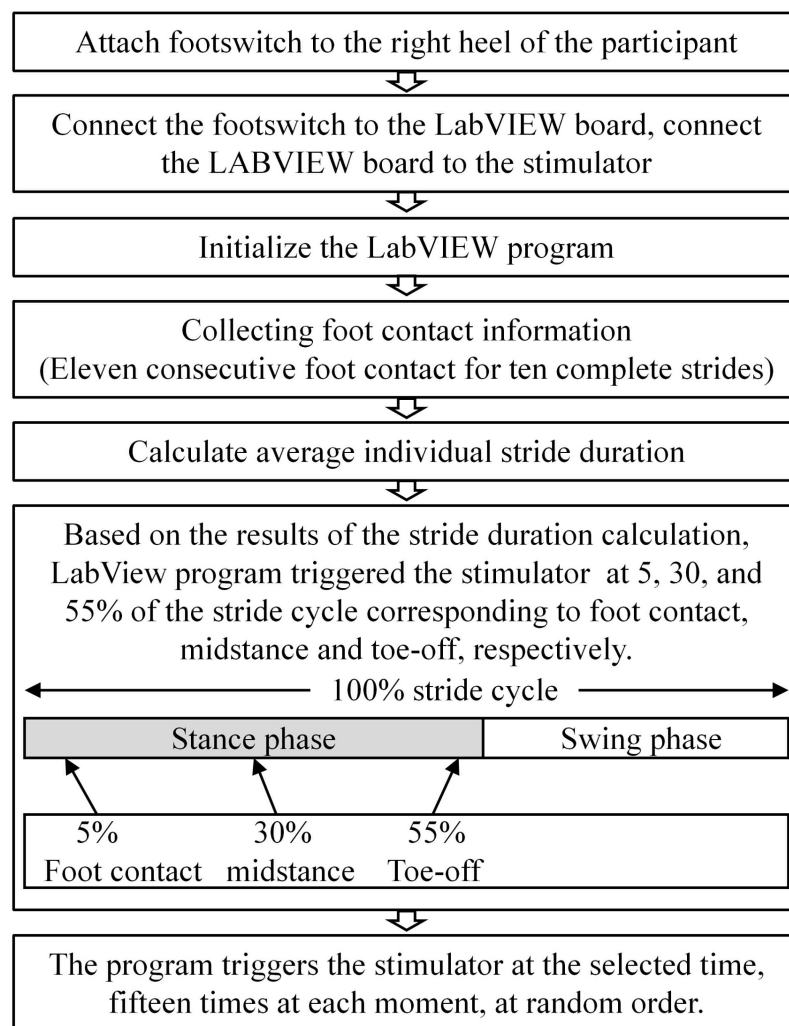 Attach footswitch to the right heel of the participant
Connect the footswitch to the LabVIEW board, connect
the LABVIEW board to the stimulator
Initialize the LabVIEW program
Collecting foot contact information
(Eleven consecutive foot contact for ten complete strides)
Calculate average individual stride duration
Based on the results of the stride duration calculation,
LabView program triggered the stimulator at 5, 30, and
55% of the stride cycle corresponding to foot contact,
midstance and toe-off, respectively.
100% stride cycle
Stance phase Swing phase
5% 30% 55%
Foot contact midstance Toe-off
The program triggers the stimulator at the selected time,
fifteen times at each moment, at random order.